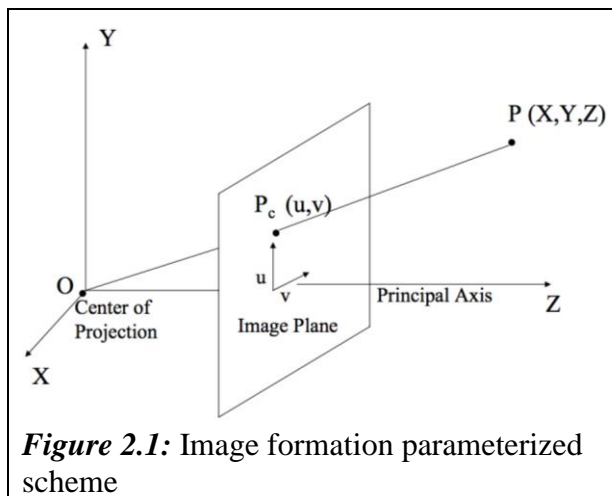 Y
P (X,Y,Z)
P_c (u,v)
O
u
v
Center of
Projection
Principal Axis
Z
Image Plane
X
Figure 2.1: Image formation parameterized
scheme